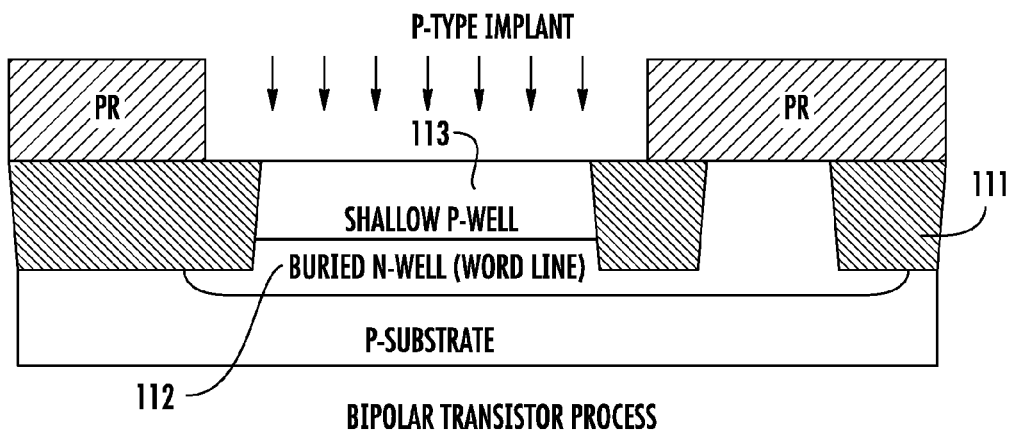 P-TYPE IMPLANT
PR
PR
113
111
SHALLOW P-WELL
BURIED N-WELL (WORD LINE)
P-SUBSTRATE
112
BIPOLAR TRANSISTOR PROCESS